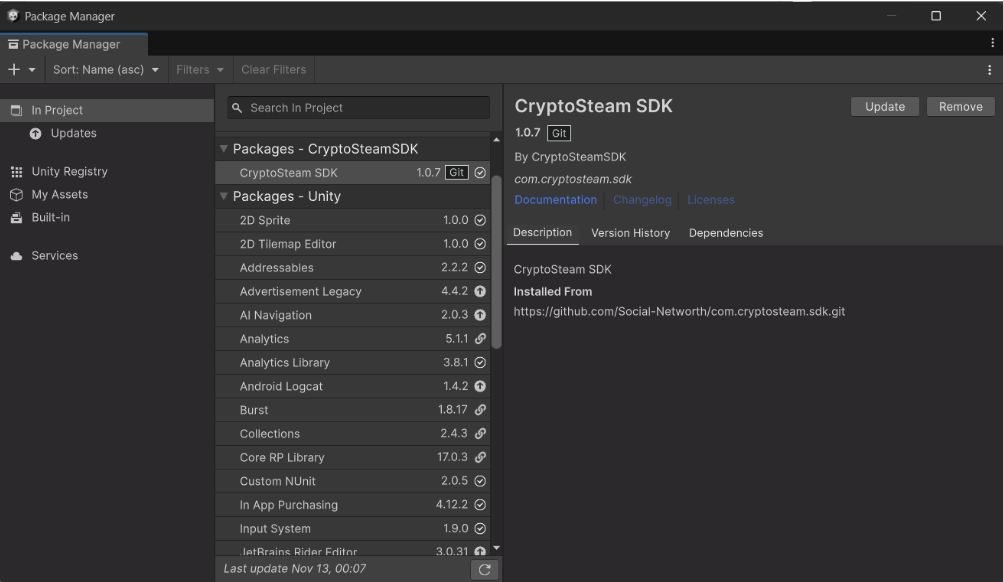 Package Manager
Package Manager
Sort: Name (asc)
Filters
Clear Filters
In Project
Updates
Unity Registry
My Assets
Built-in
Services
Search In Project
Packages - CryptoSteamSDK
CryptoSteam SDK 1.0.7 Git
Packages - Unity
2D Sprite 1.0.0
2D Tilemap Editor 1.0.0
Addressables 2.2.2
Advertisement Legacy 4.4.2
AI Navigation 2.0.3
Analytics 5.1.1
Analytics Library 3.8.1
Android Logcat 1.4.2
Burst 1.8.17
Collections 2.4.3
Core RP Library 17.0.3
Custom NUnit 2.0.5
In App Purchasing 4.12.2
Input System 1.9.0
JetBrains Rider Editor 3.0.31
Last update Nov 13, 00:07
CryptoSteam SDK
Update
Remove
1.0.7 Git
By CryptoSteamSDK
com.cryptosteam.sdk
Documentation Changelog Licenses
Description Version History Dependencies
CryptoSteam SDK
Installed From
https://github.com/Social-Networth/com.cryptosteam.sdk.git